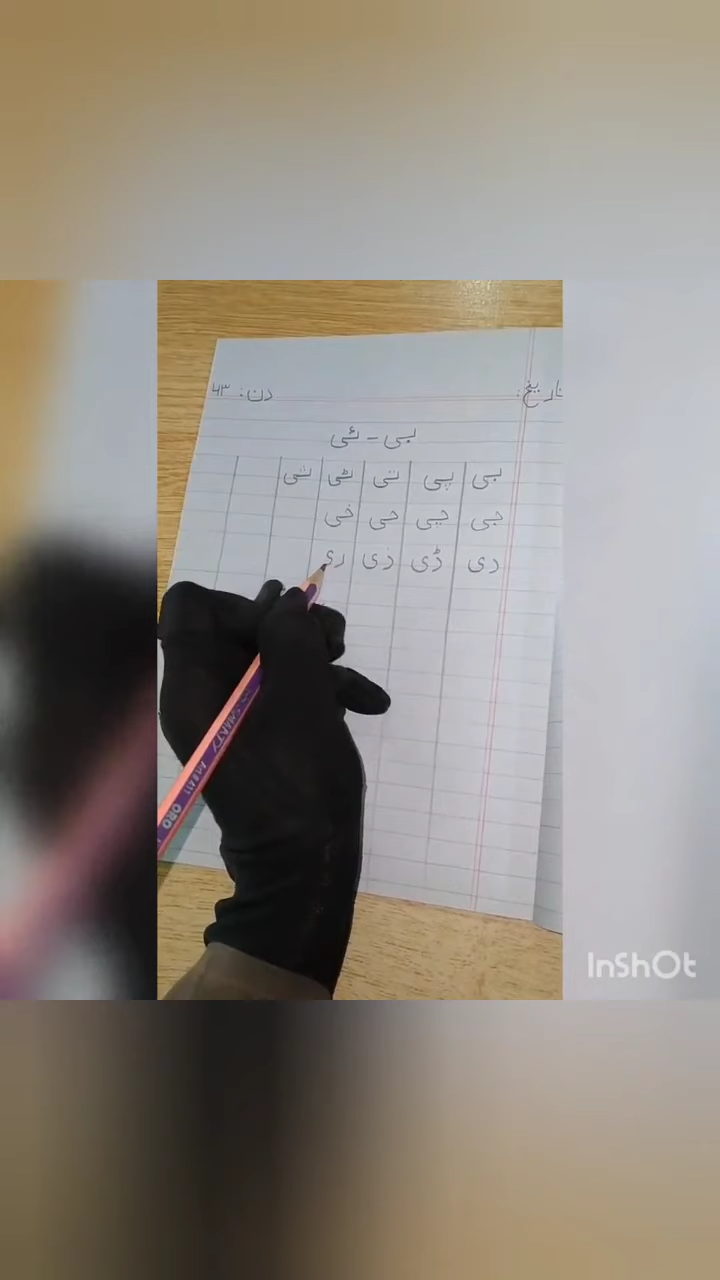 تاریخ: دن: ۴۳
بی - ئی
بی پی تی ٹی ثی
جی چی حی خی
دی ڈی ذی ری
ORO
InShOt